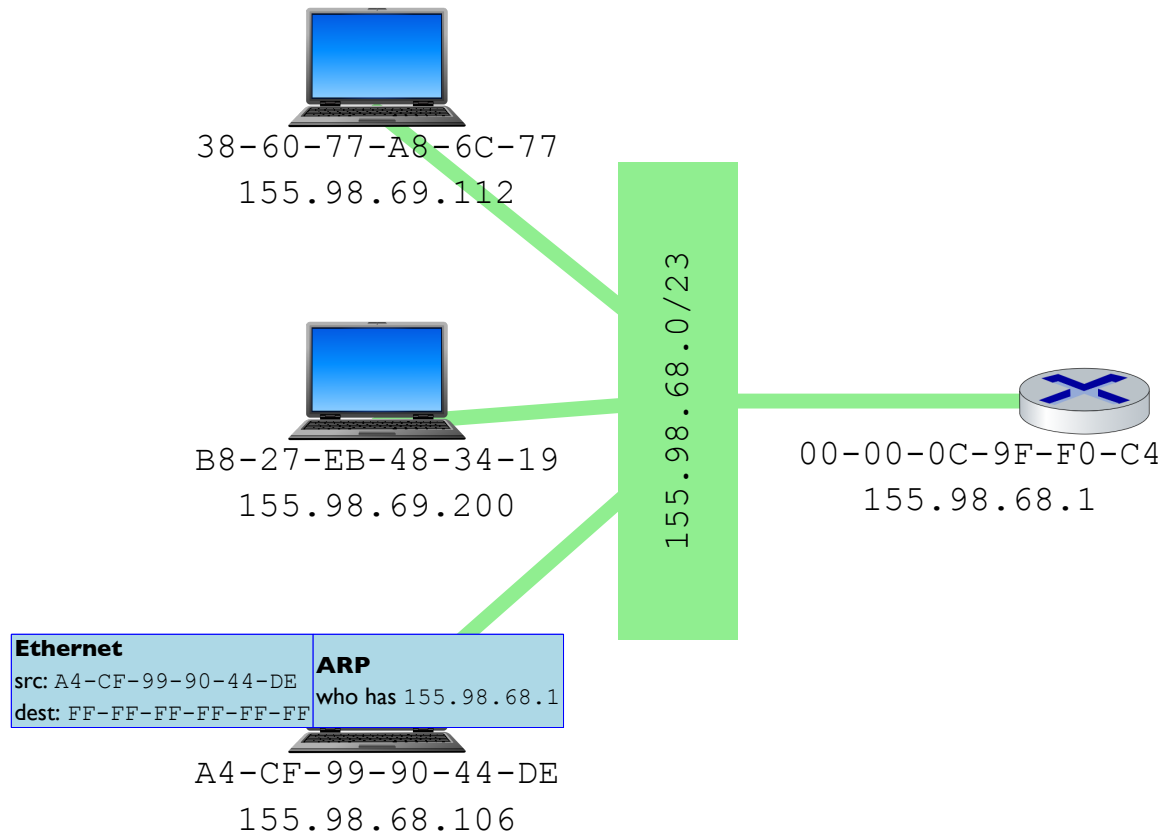 38-60-77-A8-6C-77
155.98.69.112
155.98.68.0/23
B8-27-EB-48-34-19
155.98.69.200
00-00-0C-9F-F0-C4
155.98.68.1
Ethernet
src: A4-CF-99-90-44-DE
dest: FF-FF-FF-FF-FF-FF
ARP
who has 155.98.68.1
A4-CF-99-90-44-DE
155.98.68.106